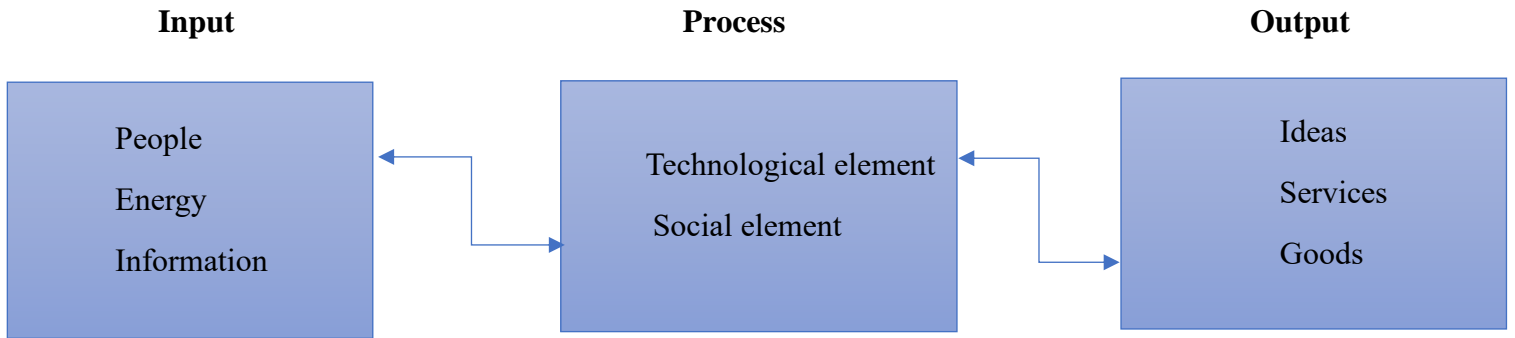 Input
Process
Output
People
Energy
Information
Technological element
Social element
Ideas
Services
Goods